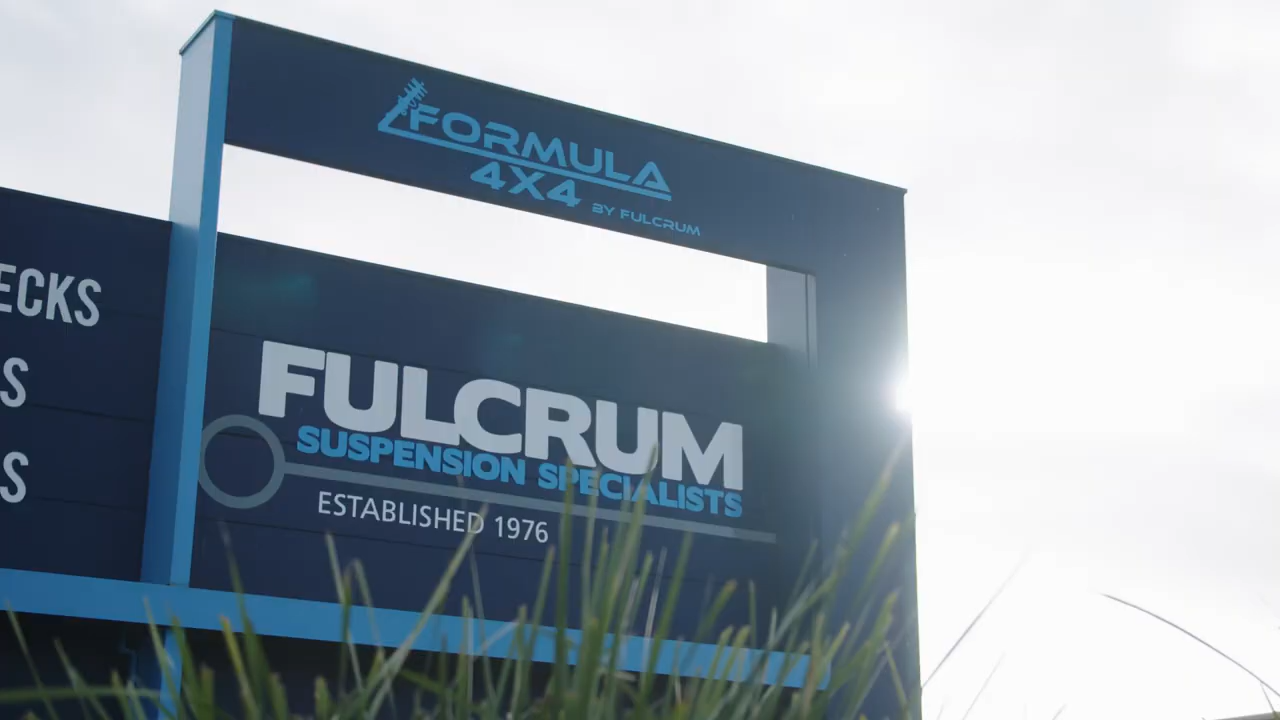 FORMULA
4X4 BY FULCRUM
ECKS
S
S
FULCRUM
SUSPENSION SPECIALISTS
ESTABLISHED 1976